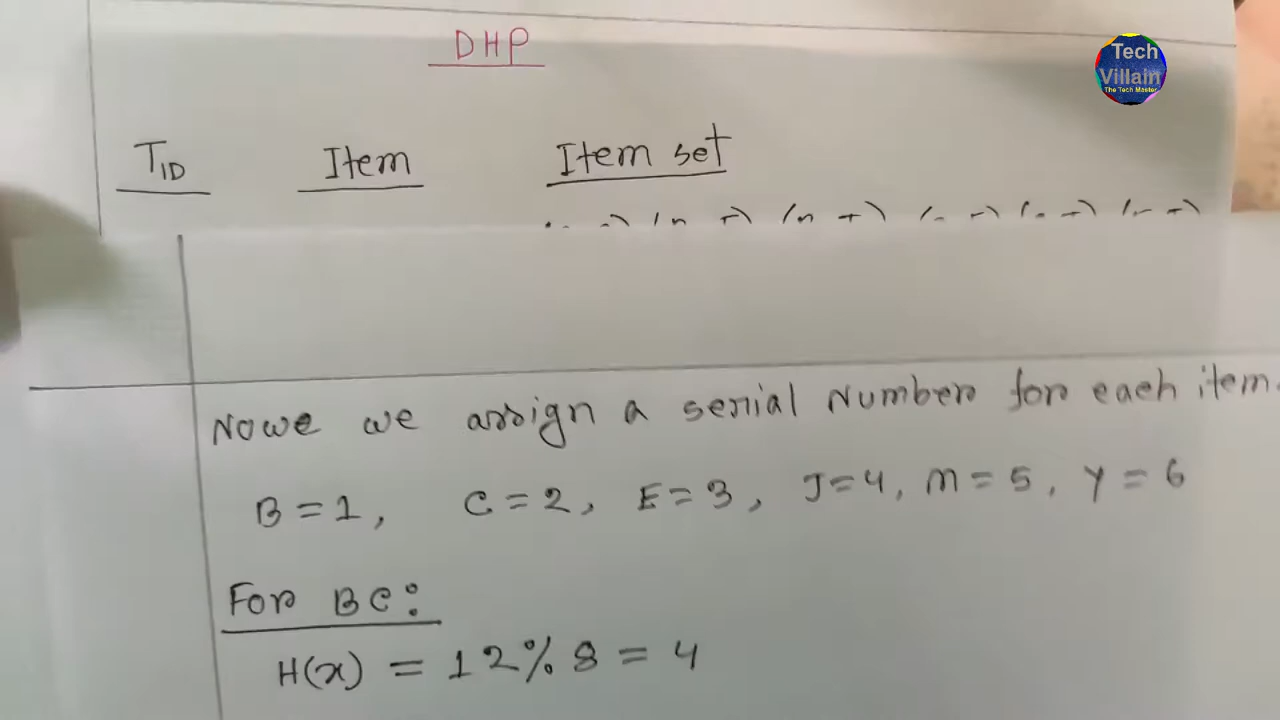 DHP
Tech
Villain
The Tech Master
TID Item Item set
Nowe we assign a serial Number for each item.
B = 1, C = 2, E = 3, J = 4, M = 5, Y = 6
For BC:
H(x) = 12% 8 = 4